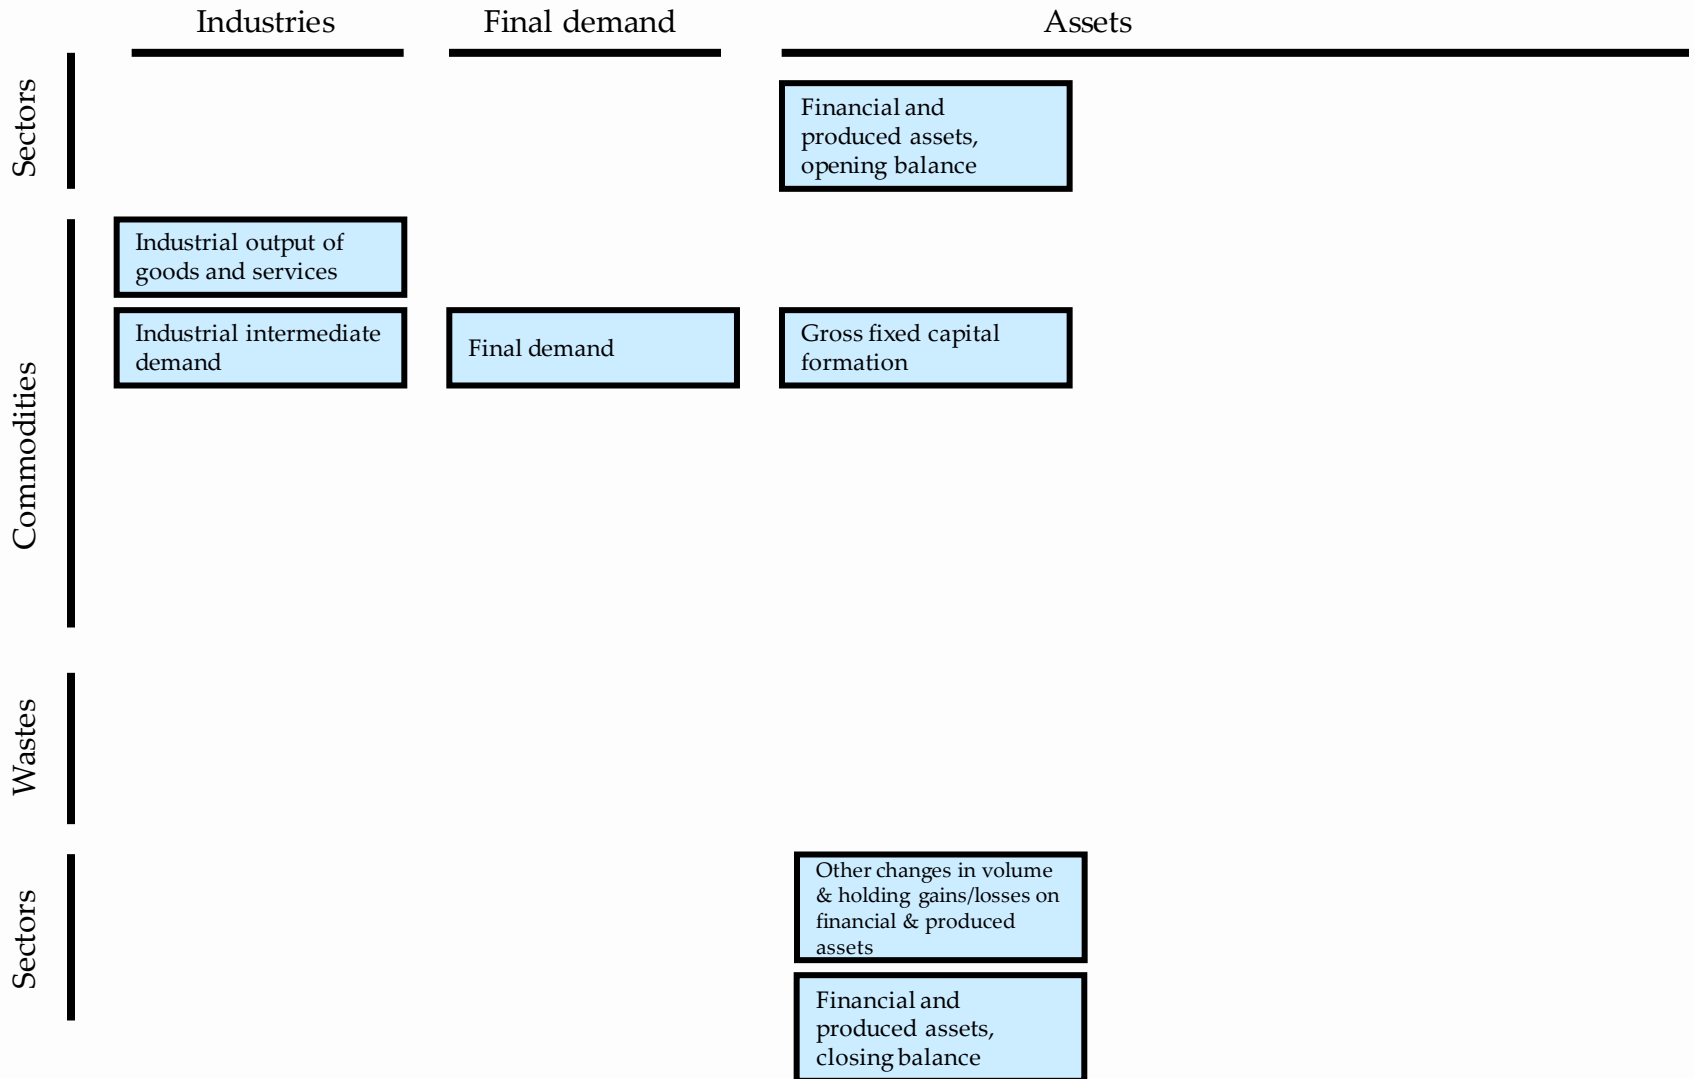 Industries
Final demand
Assets
Sectors
Financial and
produced assets,
opening balance
Commodities
Industrial output of
goods and services
Industrial intermediate
demand
Final demand
Gross fixed capital
formation
Wastes
Sectors
Other changes in volume
& holding gains/losses on
financial & produced
assets
Financial and
produced assets,
closing balance